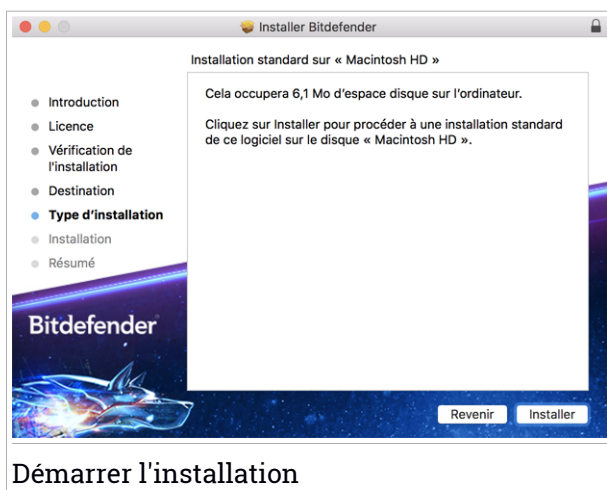 Installer Bitdefender
Installation standard sur « Macintosh HD »
Introduction
Licence
Vérification de
l'installation
Destination
Type d'installation
Installation
Résumé
Cela occupera 6,1 Mo d'espace disque sur l'ordinateur.
Cliquez sur Installer pour procéder à une installation standard
de ce logiciel sur le disque « Macintosh HD ».
Bitdefender
Revenir
Installer
Démarrer l'installation